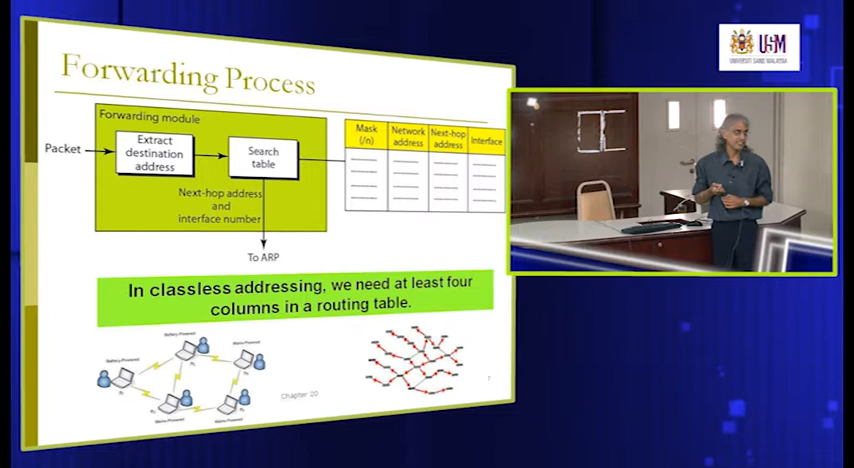 Forwarding Process
Forwarding module
Packet
Extract
destination
address
Search
table
Next-hop address
and
interface number
To ARP
Mask
(/n)
Network
address
Next-hop
address
Interface
In classless addressing, we need at least four
columns in a routing table.
Chapter 20
7
USM
UNIVERSITI SAINS MALAYSIA